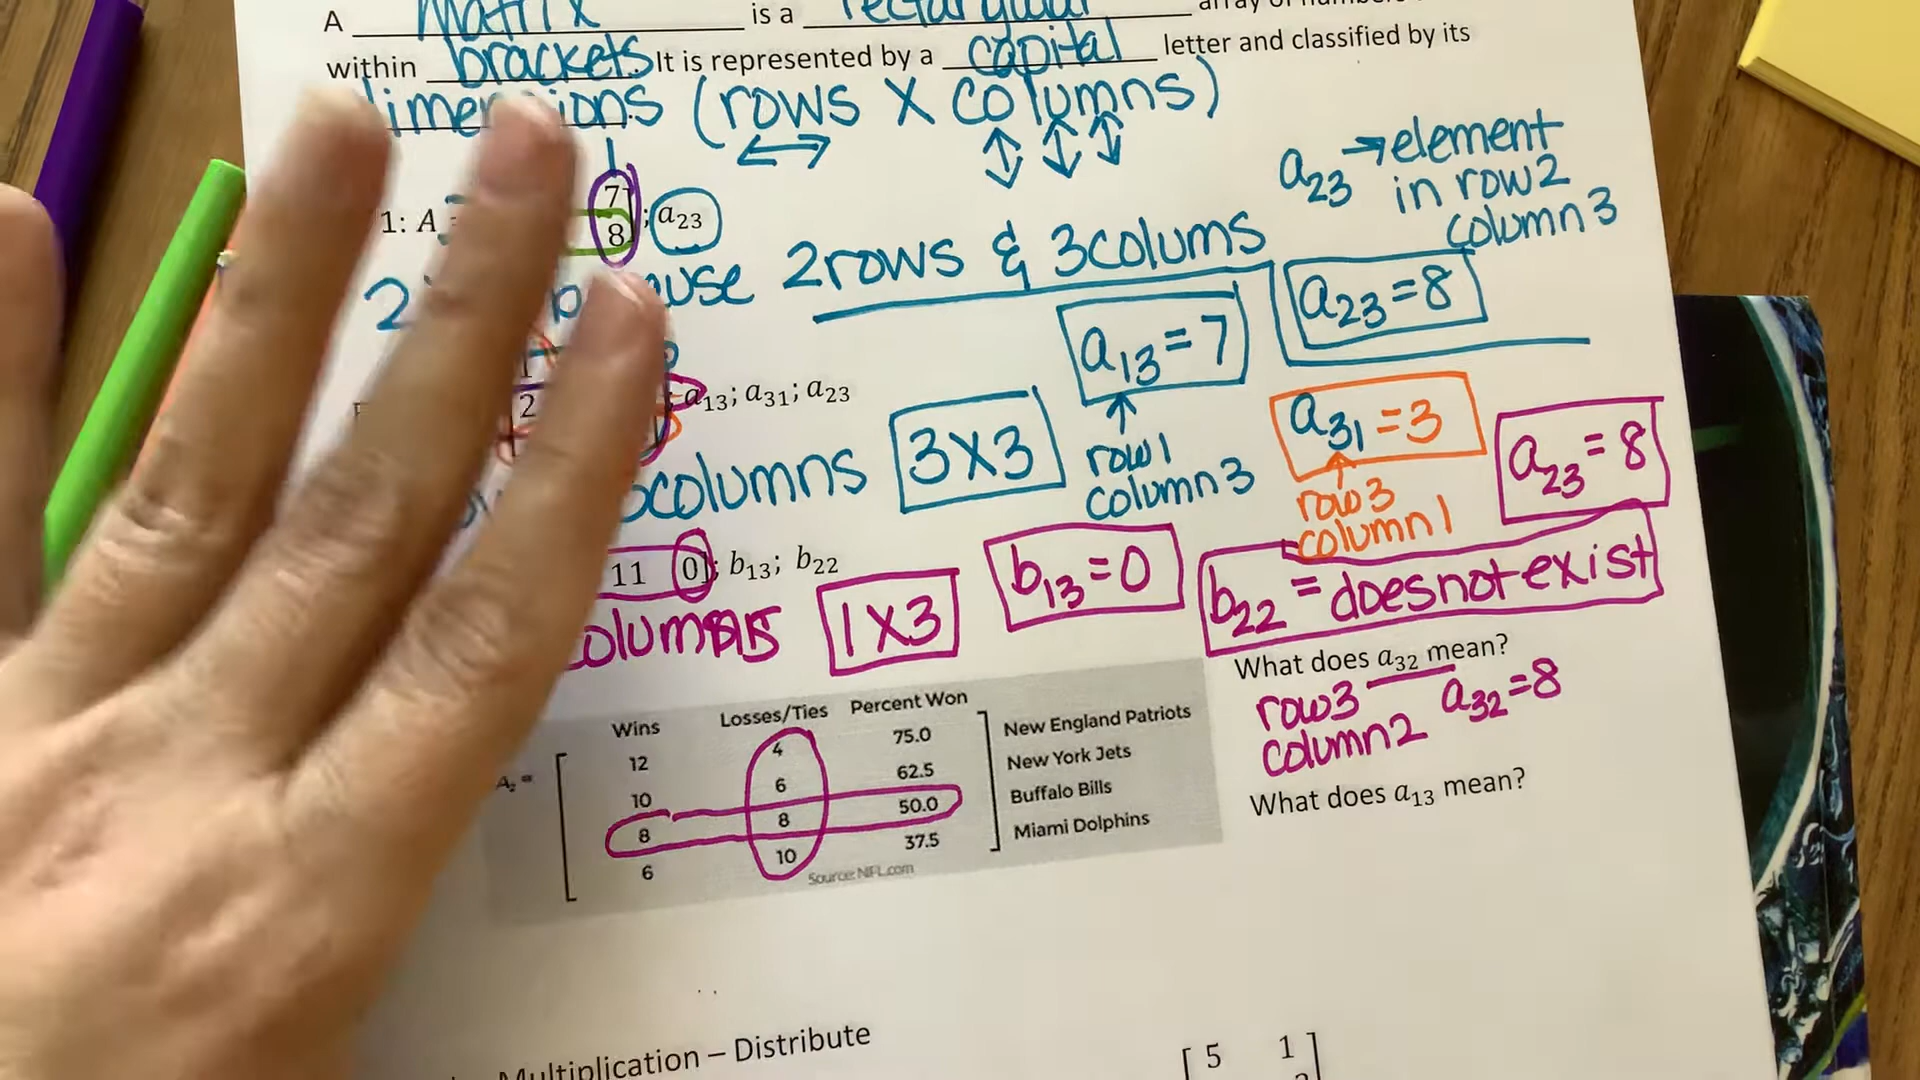 A matrix is a rectangular array of numbers
within brackets. It is represented by a capital letter and classified by its
dimensions (rows X columns)
a23 → element
in row 2
column 3
1: A 7 ; a23
8
2 2 rows & 3 colums
a23 = 8
a13 = 7
row 1
column 3
1
2 a13; a31; a23
columns 3 X 3
a31 = 3
row 3
column 1
a23 = 8
11 0]; b13; b22
1 X 3
b13 = 0
b22 = does not exist
What does a32 mean?
row 3
column 2
a32 = 8
What does a13 mean?
Wins Losses/Ties Percent Won
12 4 75.0 New England Patriots
10 6 62.5 New York Jets
8 8 50.0 Buffalo Bills
6 10 37.5 Miami Dolphins
Source: NFL.com
Multiplication – Distribute
5 1